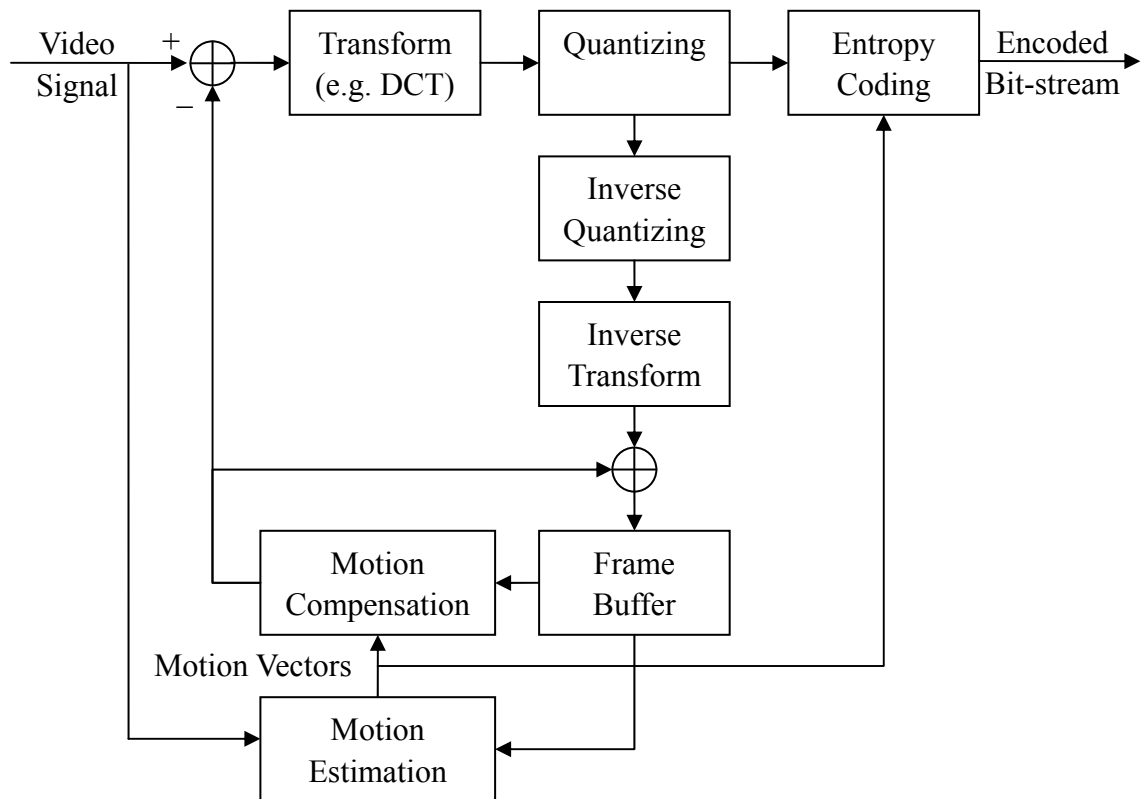 Video
Signal
+
−
Transform
(e.g. DCT)
Quantizing
Entropy
Coding
Encoded
Bit-stream
Inverse
Quantizing
Inverse
Transform
Motion
Compensation
Frame
Buffer
Motion Vectors
Motion
Estimation